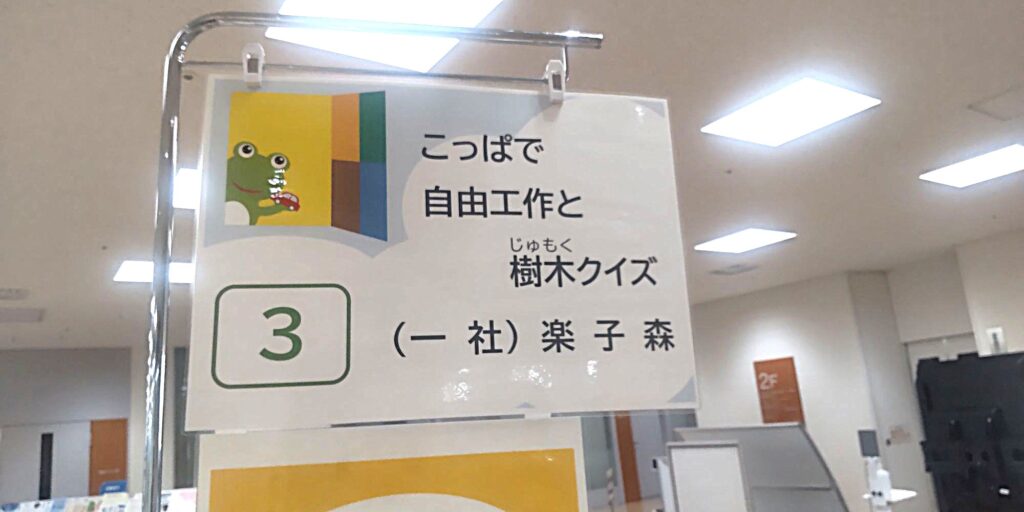 こっぱで
自由工作と
じゅもく
樹木クイズ
3
(一社)楽子森
2F